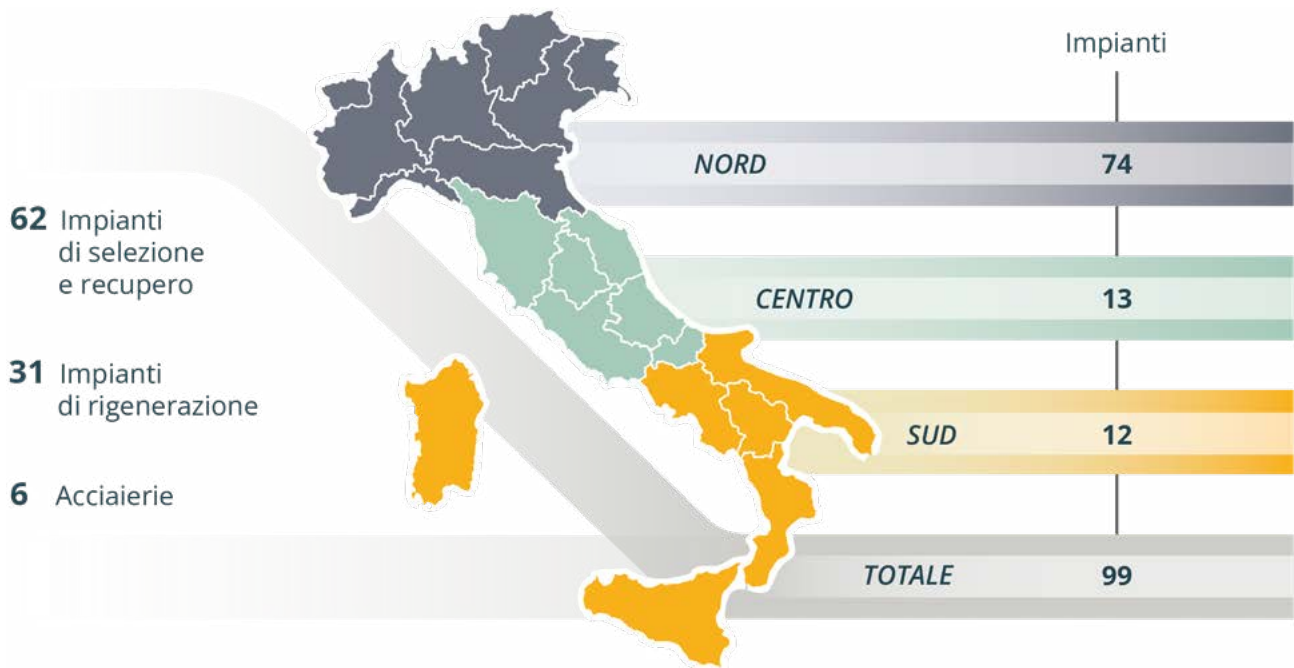 Impianti
NORD 74
62 Impianti
di selezione
e recupero
CENTRO 13
31 Impianti
di rigenerazione
SUD 12
6 Acciaierie
TOTALE 99